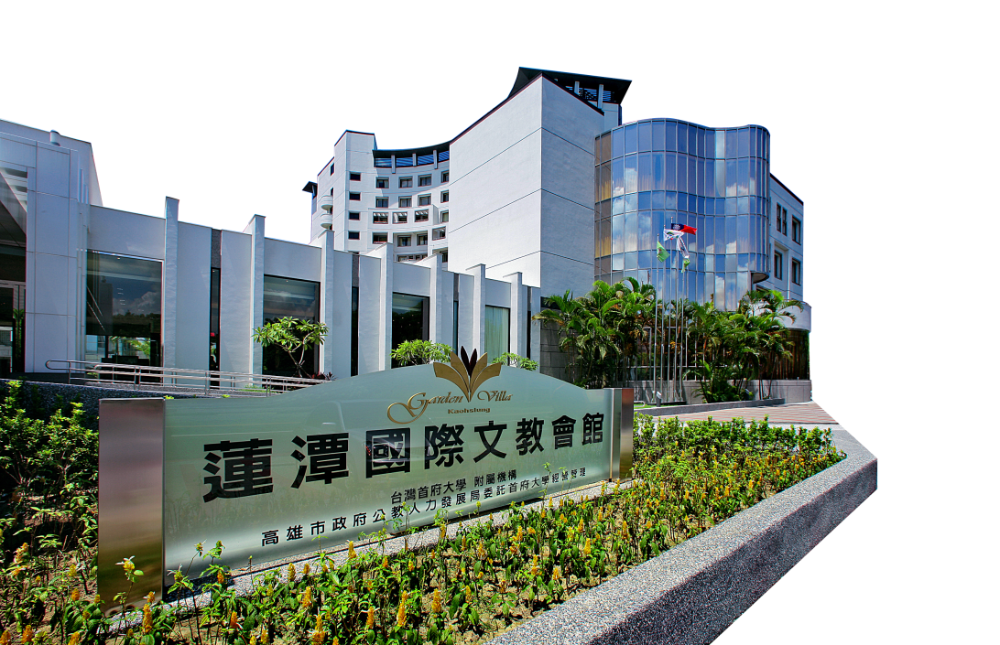 Garden Villa
Kaohsiung
蓮潭國際文教會館
台灣首府大學 附屬機構
高雄市政府公教人力發展局委託首府大學經營管理